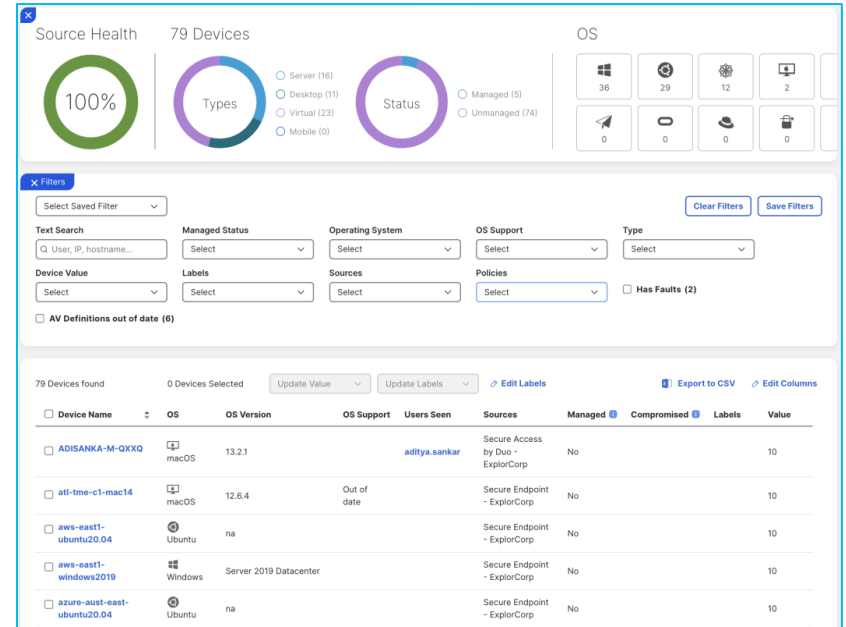 Source Health
79 Devices
OS
100%
Types
Server (16)
Desktop (11)
Virtual (23)
Mobile (0)
Status
Managed (5)
Unmanaged (74)
36
29
12
2
0
0
0
0
Filters
Select Saved Filter
Clear Filters
Save Filters
Text Search
Managed Status
Operating System
OS Support
Type
User, IP, hostname...
Select
Select
Select
Select
Device Value
Labels
Sources
Policies
Select
Select
Select
Select
Has Faults (2)
AV Definitions out of date (6)
79 Devices found
0 Devices Selected
Update Value
Update Labels
Edit Labels
Export to CSV
Edit Columns
Device Name
OS
OS Version
OS Support
Users Seen
Sources
Managed
Compromised
Labels
Value
ADISANKA-M-QXXQ
macOS
13.2.1
aditya.sankar
Secure Access
by Duo -
ExplorCorp
No
10
atl-tme-c1-mac14
macOS
12.6.4
Out of
date
Secure Endpoint
- ExplorCorp
No
10
aws-east1-
ubuntu20.04
Ubuntu
na
Secure Endpoint
- ExplorCorp
No
10
aws-east1-
windows2019
Windows
Server 2019 Datacenter
Secure Endpoint
- ExplorCorp
No
10
azure-aust-east-
ubuntu20.04
Ubuntu
na
Secure Endpoint
- ExplorCorp
No
10